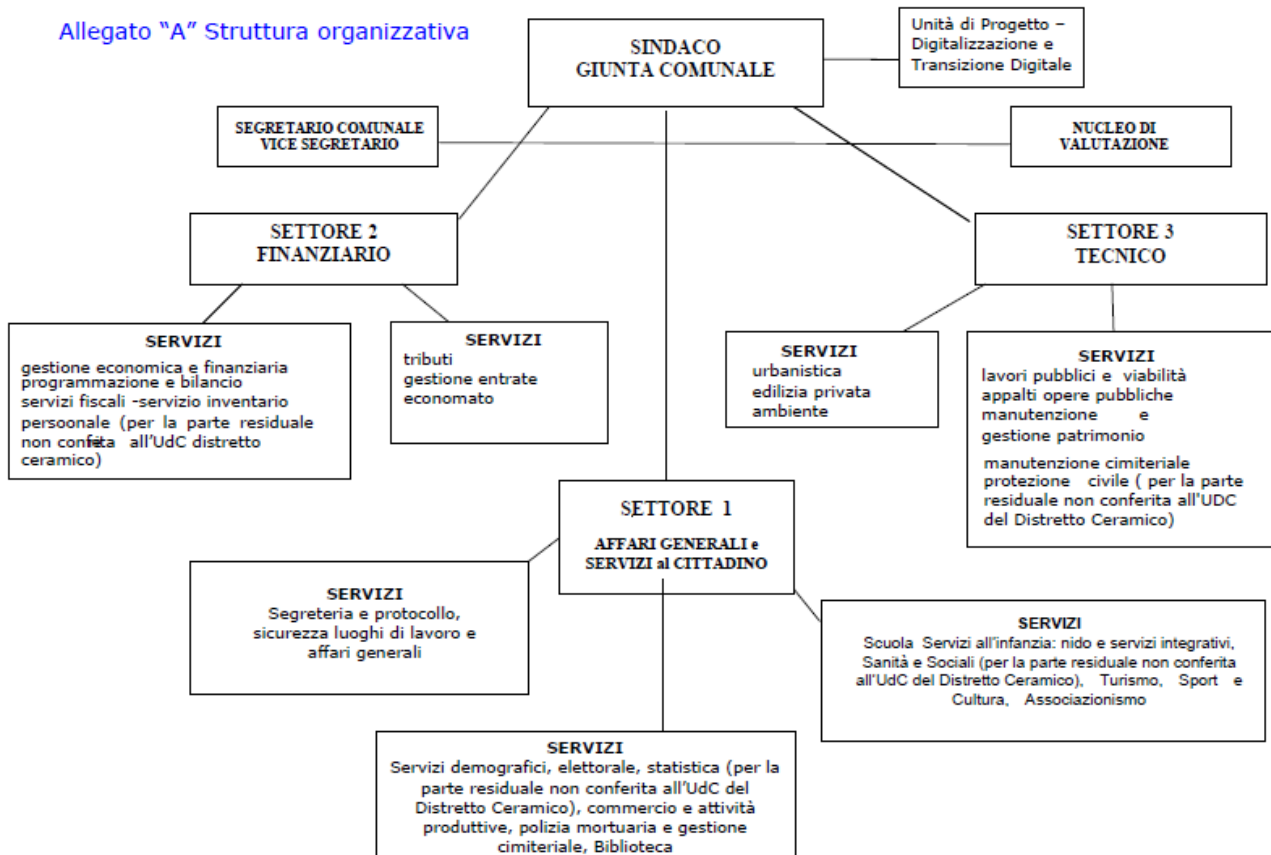 Allegato "A" Struttura organizzativa
SINDACO
GIUNTA COMUNALE
Unità di Progetto –
Digitalizzazione e
Transizione Digitale
SEGRETARIO COMUNALE
VICE SEGRETARIO
NUCLEO DI
VALUTAZIONE
SETTORE 2
FINANZIARIO
SETTORE 3
TECNICO
SERVIZI
gestione economica e finanziaria
programmazione e bilancio
servizi fiscali -servizio inventario
persoonale (per la parte residuale
non conferita all'UdC distretto
ceramico)
SERVIZI
tributi
gestione entrate
economato
SERVIZI
urbanistica
edilizia privata
ambiente
SERVIZI
lavori pubblici e viabilità
appalti opere pubbliche
manutenzione e
gestione patrimonio
manutenzione cimiteriale
protezione civile ( per la parte
residuale non conferita all'UDC
del Distretto Ceramico)
SETTORE 1
AFFARI GENERALI e
SERVIZI al CITTADINO
SERVIZI
Segreteria e protocollo,
sicurezza luoghi di lavoro e
affari generali
SERVIZI
Scuola Servizi all'infanzia: nido e servizi integrativi,
Sanità e Sociali (per la parte residuale non conferita
all'UdC del Distretto Ceramico), Turismo, Sport e
Cultura, Associazionismo
SERVIZI
Servizi demografici, elettorale, statistica (per la
parte residuale non conferita all'UdC del
Distretto Ceramico), commercio e attività
produttive, polizia mortuaria e gestione
cimiteriale, Biblioteca